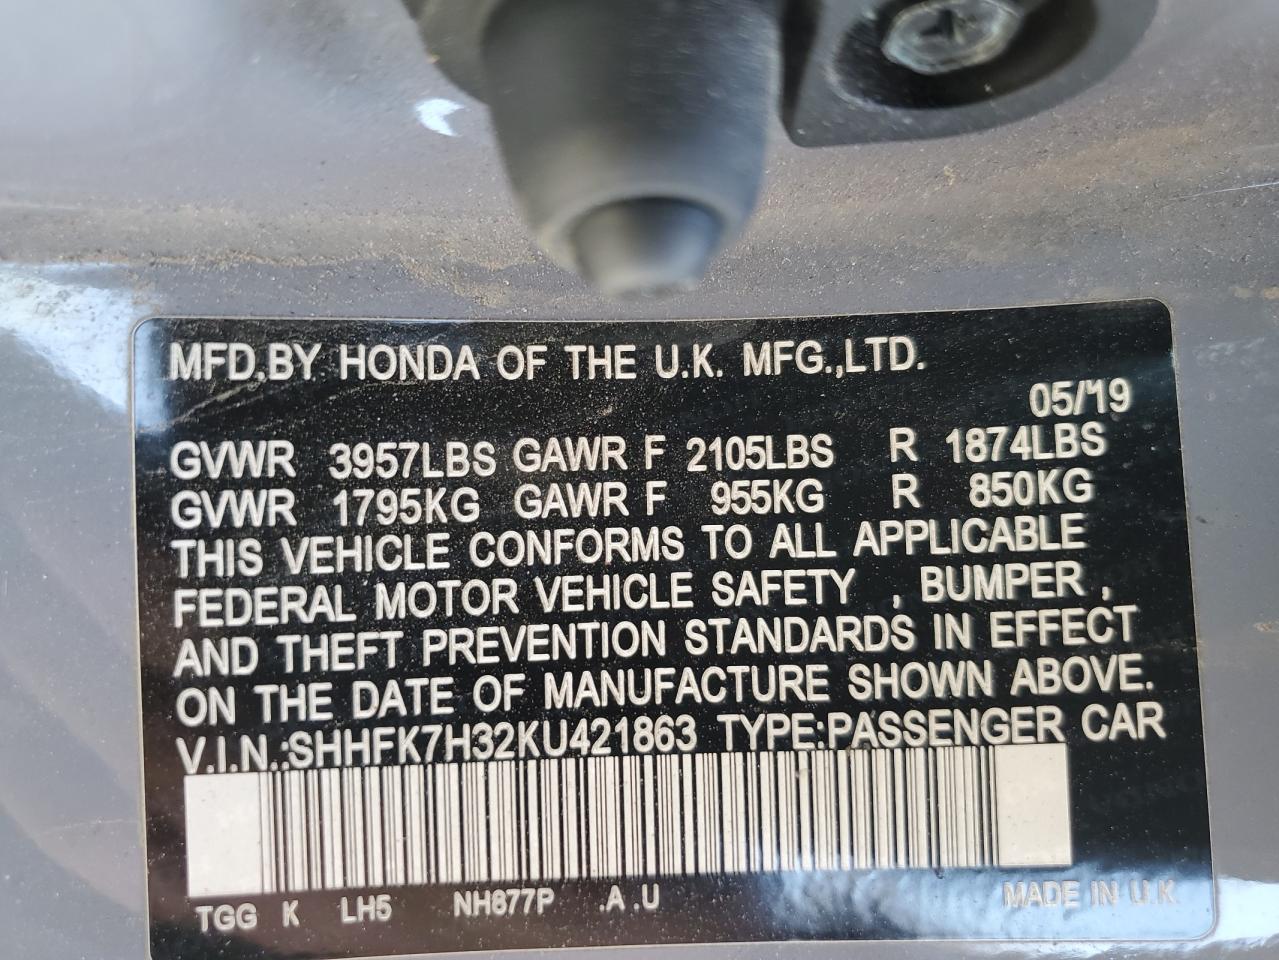 MFD.BY HONDA OF THE U.K. MFG.,LTD.
05/19
GVWR 3957LBS GAWR F 2105LBS R 1874LBS
GVWR 1795KG GAWR F 955KG R 850KG
THIS VEHICLE CONFORMS TO ALL APPLICABLE
FEDERAL MOTOR VEHICLE SAFETY , BUMPER ,
AND THEFT PREVENTION STANDARDS IN EFFECT
ON THE DATE OF MANUFACTURE SHOWN ABOVE.
V.I.N.:SHHFK7H32KU421863 TYPE:PASSENGER CAR
TGG K LH5 NH877P .A .U MADE IN U.K.